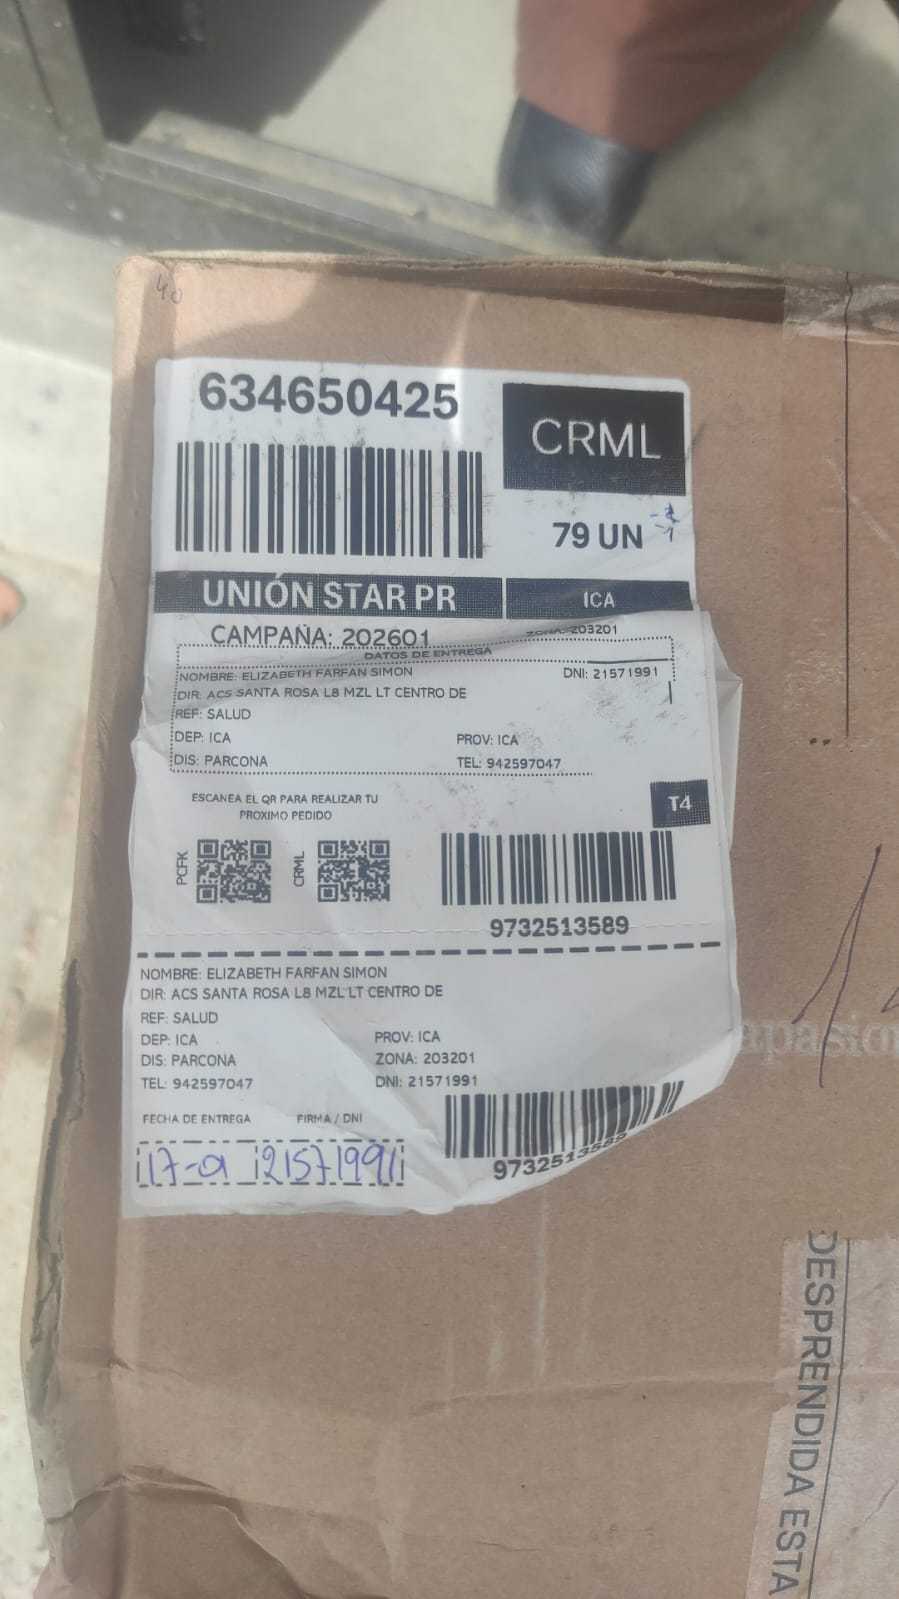 40
634650425
CRML
79 UN
UNIÓN STAR PR
ICA
CAMPAÑA: 202601
ZONA: 203201
DATOS DE ENTREGA
NOMBRE: ELIZABETH FARFAN SIMON
DNI: 21571991
DIR: ACS SANTA ROSA L8 MZL LT CENTRO DE
REF: SALUD
DEP: ICA
PROV: ICA
DIS: PARCONA
TEL: 942597047
ESCANEA EL QR PARA REALIZAR TU
PROXIMO PEDIDO
T4
PCFK
CRML
9732513589
NOMBRE: ELIZABETH FARFAN SIMON
DIR: ACS SANTA ROSA L8 MZL LT CENTRO DE
REF: SALUD
DEP: ICA
PROV: ICA
DIS: PARCONA
ZONA: 203201
TEL: 942597047
DNI: 21571991
FECHA DE ENTREGA
FIRMA / DNI
17-01
21571991
9732513589
apasion
DESPRENDIDA ESTA